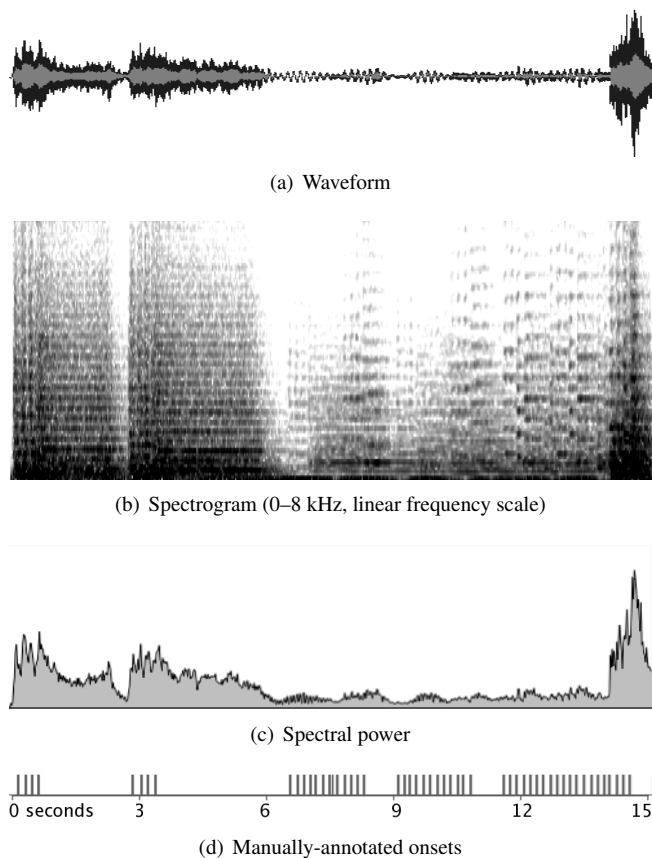 (a) Waveform
(b) Spectrogram (0–8 kHz, linear frequency scale)
(c) Spectral power
0 seconds 3 6 9 12 15
(d) Manually-annotated onsets